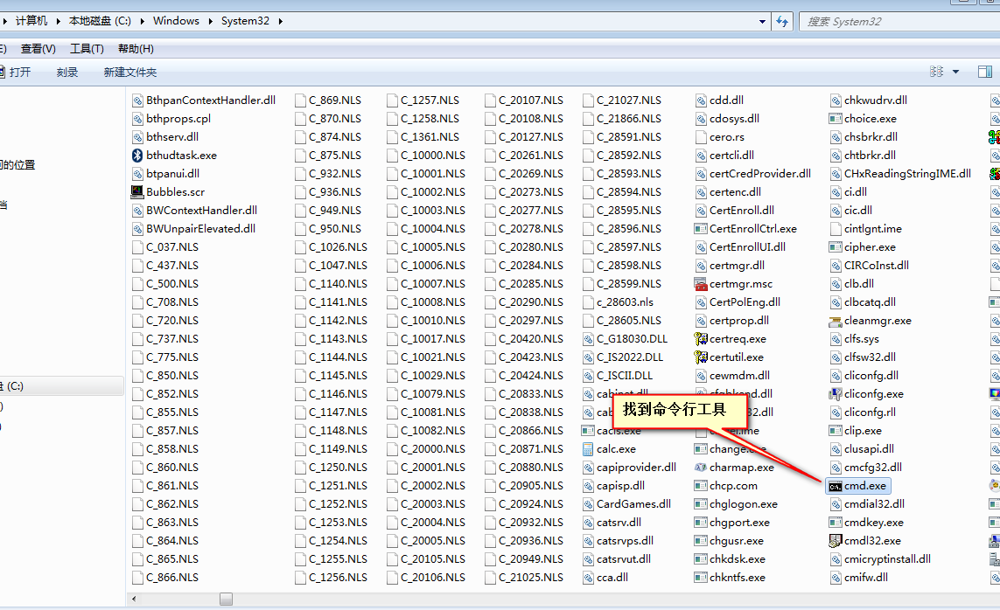 计算机 ▸ 本地磁盘 (C:) ▸ Windows ▸ System32 ▸
搜索 System32
查看(V) 工具(T) 帮助(H)
打开 刻录 新建文件夹
的位置
档
(C:)
BthpanContextHandler.dll
bthprops.cpl
bthserv.dll
bthudtask.exe
btpanui.dll
Bubbles.scr
BWContextHandler.dll
BWUnpairElevated.dll
C_037.NLS
C_437.NLS
C_500.NLS
C_708.NLS
C_720.NLS
C_737.NLS
C_775.NLS
C_850.NLS
C_852.NLS
C_855.NLS
C_857.NLS
C_858.NLS
C_860.NLS
C_861.NLS
C_862.NLS
C_863.NLS
C_864.NLS
C_865.NLS
C_866.NLS
C_869.NLS
C_870.NLS
C_874.NLS
C_875.NLS
C_932.NLS
C_936.NLS
C_949.NLS
C_950.NLS
C_1026.NLS
C_1047.NLS
C_1140.NLS
C_1141.NLS
C_1142.NLS
C_1143.NLS
C_1144.NLS
C_1145.NLS
C_1146.NLS
C_1147.NLS
C_1148.NLS
C_1149.NLS
C_1250.NLS
C_1251.NLS
C_1252.NLS
C_1253.NLS
C_1254.NLS
C_1255.NLS
C_1256.NLS
C_1257.NLS
C_1258.NLS
C_1361.NLS
C_10000.NLS
C_10001.NLS
C_10002.NLS
C_10003.NLS
C_10004.NLS
C_10005.NLS
C_10006.NLS
C_10007.NLS
C_10008.NLS
C_10010.NLS
C_10017.NLS
C_10021.NLS
C_10029.NLS
C_10079.NLS
C_10081.NLS
C_10082.NLS
C_20000.NLS
C_20001.NLS
C_20002.NLS
C_20003.NLS
C_20004.NLS
C_20005.NLS
C_20105.NLS
C_20106.NLS
C_20107.NLS
C_20108.NLS
C_20127.NLS
C_20261.NLS
C_20269.NLS
C_20273.NLS
C_20277.NLS
C_20278.NLS
C_20280.NLS
C_20284.NLS
C_20285.NLS
C_20290.NLS
C_20297.NLS
C_20420.NLS
C_20423.NLS
C_20424.NLS
C_20833.NLS
C_20838.NLS
C_20866.NLS
C_20871.NLS
C_20880.NLS
C_20905.NLS
C_20924.NLS
C_20932.NLS
C_20936.NLS
C_20949.NLS
C_21025.NLS
C_21027.NLS
C_21866.NLS
C_28591.NLS
C_28592.NLS
C_28593.NLS
C_28594.NLS
C_28595.NLS
C_28596.NLS
C_28597.NLS
C_28598.NLS
C_28599.NLS
c_28603.nls
C_28605.NLS
C_G18030.DLL
C_IS2022.DLL
C_ISCII.DLL
cabinet.dll
cacls.exe
calc.exe
capiprovider.dll
capisp.dll
CardGames.dll
catsrv.dll
catsrvps.dll
catsrvut.dll
cca.dll
cdd.dll
cdosys.dll
cero.rs
certcli.dll
certCredProvider.dll
certenc.dll
CertEnroll.dll
CertEnrollCtrl.exe
CertEnrollUI.dll
certmgr.dll
certmgr.msc
CertPolEng.dll
certprop.dll
certreq.exe
certutil.exe
cewmdm.dll
cfgbkend.dll
32.dll
change.exe
charmap.exe
chcp.com
chglogon.exe
chgport.exe
chgusr.exe
chkdsk.exe
chkntfs.exe
chkwudrv.dll
choice.exe
chsbrkr.dll
chtbrkr.dll
CHxReadingStringIME.dll
ci.dll
cic.dll
cintlgnt.ime
cipher.exe
CIRCoInst.dll
clb.dll
clbcatq.dll
cleanmgr.exe
clfs.sys
clfsw32.dll
cliconfg.dll
cliconfg.exe
cliconfg.rll
clip.exe
clusapi.dll
cmcfg32.dll
cmd.exe
cmdial32.dll
cmdkey.exe
cmdl32.exe
cmicryptinstall.dll
cmifw.dll
找到命令行工具